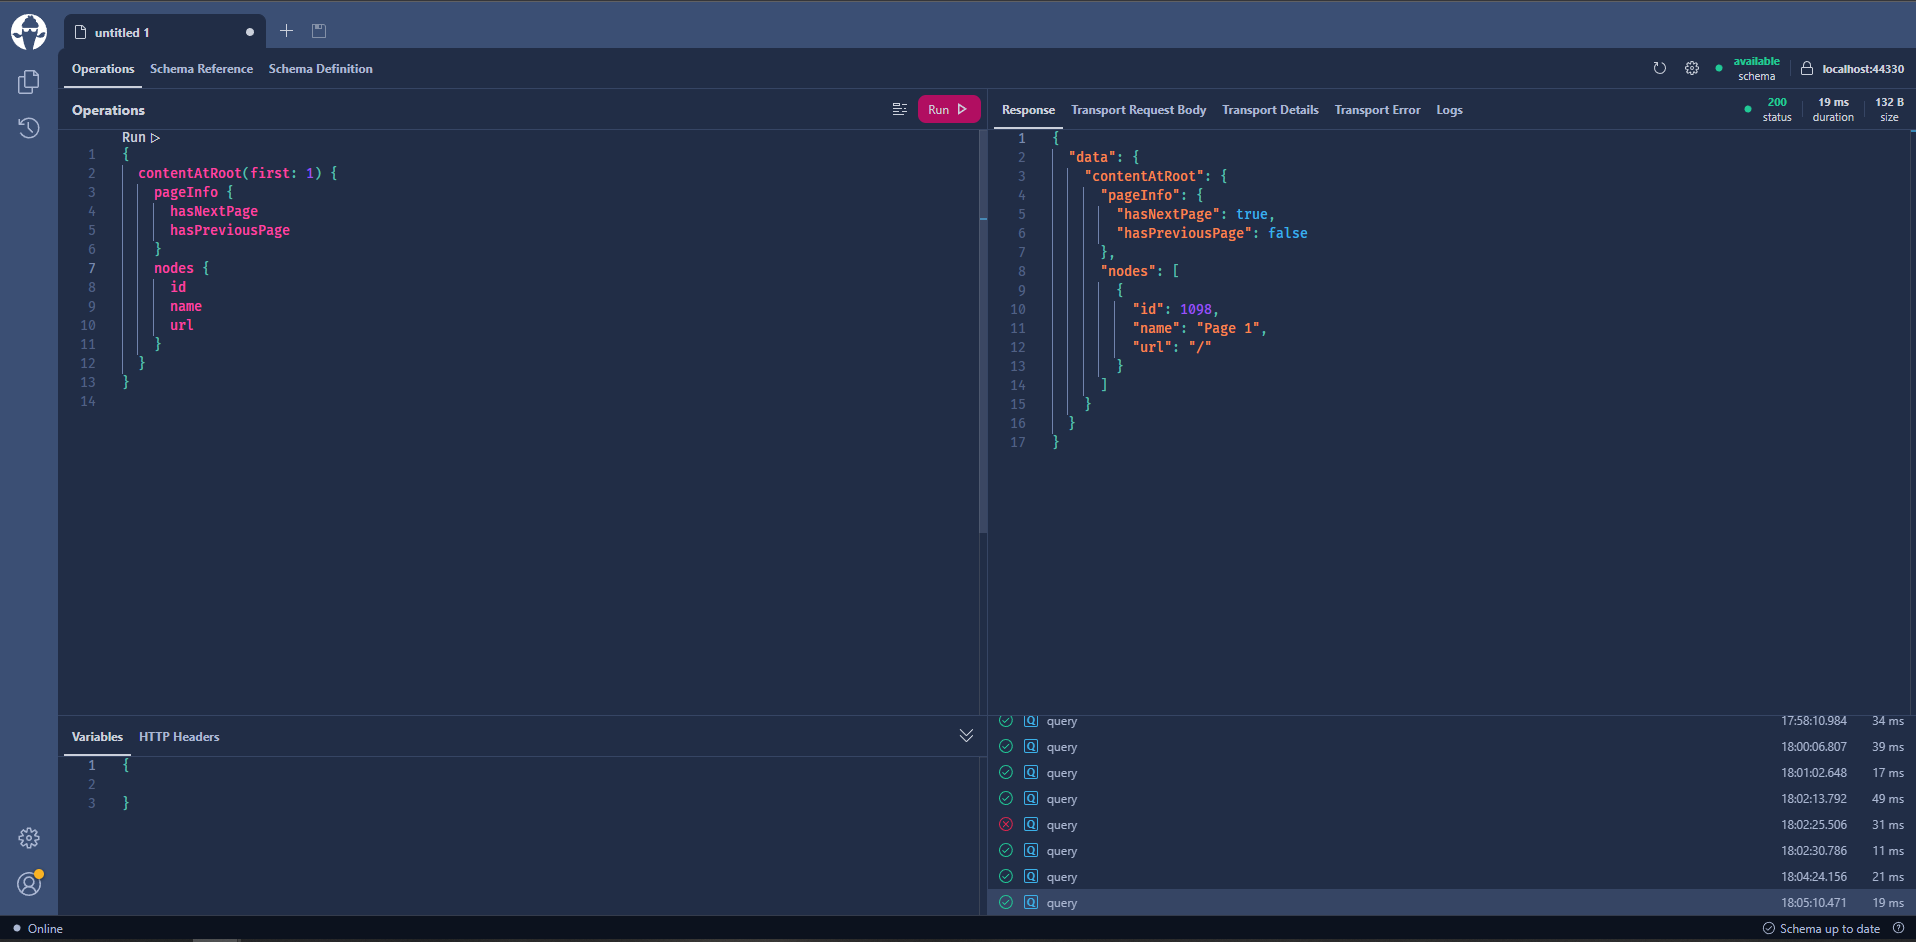 untitled 1
Operations Schema Reference Schema Definition
available
schema
localhost:44330
Operations
Run
Response Transport Request Body Transport Details Transport Error Logs
200
status
19 ms
duration
132 B
size
Run
1 {
2 contentAtRoot(first: 1) {
3 pageInfo {
4 hasNextPage
5 hasPreviousPage
6 }
7 nodes {
8 id
9 name
10 url
11 }
12 }
13 }
14
1 {
2 "data": {
3 "contentAtRoot": {
4 "pageInfo": {
5 "hasNextPage": true,
6 "hasPreviousPage": false
7 },
8 "nodes": [
9 {
10 "id": 1098,
11 "name": "Page 1",
12 "url": "/"
13 }
14 ]
15 }
16 }
17 }
Variables HTTP Headers
1 {
2
3 }
Q query 17:58:10.984 34 ms
Q query 18:00:06.807 39 ms
Q query 18:01:02.648 17 ms
Q query 18:02:13.792 49 ms
Q query 18:02:25.506 31 ms
Q query 18:02:30.786 11 ms
Q query 18:04:24.156 21 ms
Q query 18:05:10.471 19 ms
Online
Schema up to date